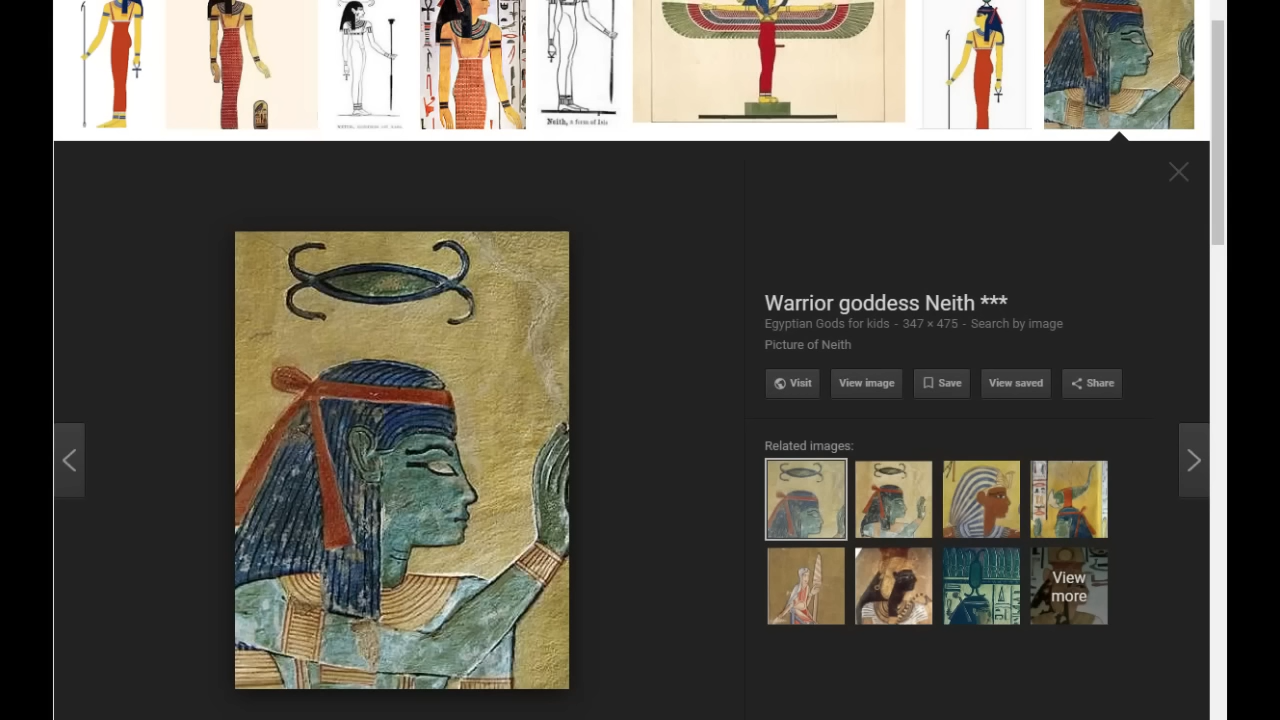 Neith, a form of Isis
Warrior goddess Neith ***
Egyptian Gods for kids - 347 × 475 - Search by image
Picture of Neith
Visit
View image
Save
View saved
Share
Related images:
View
more